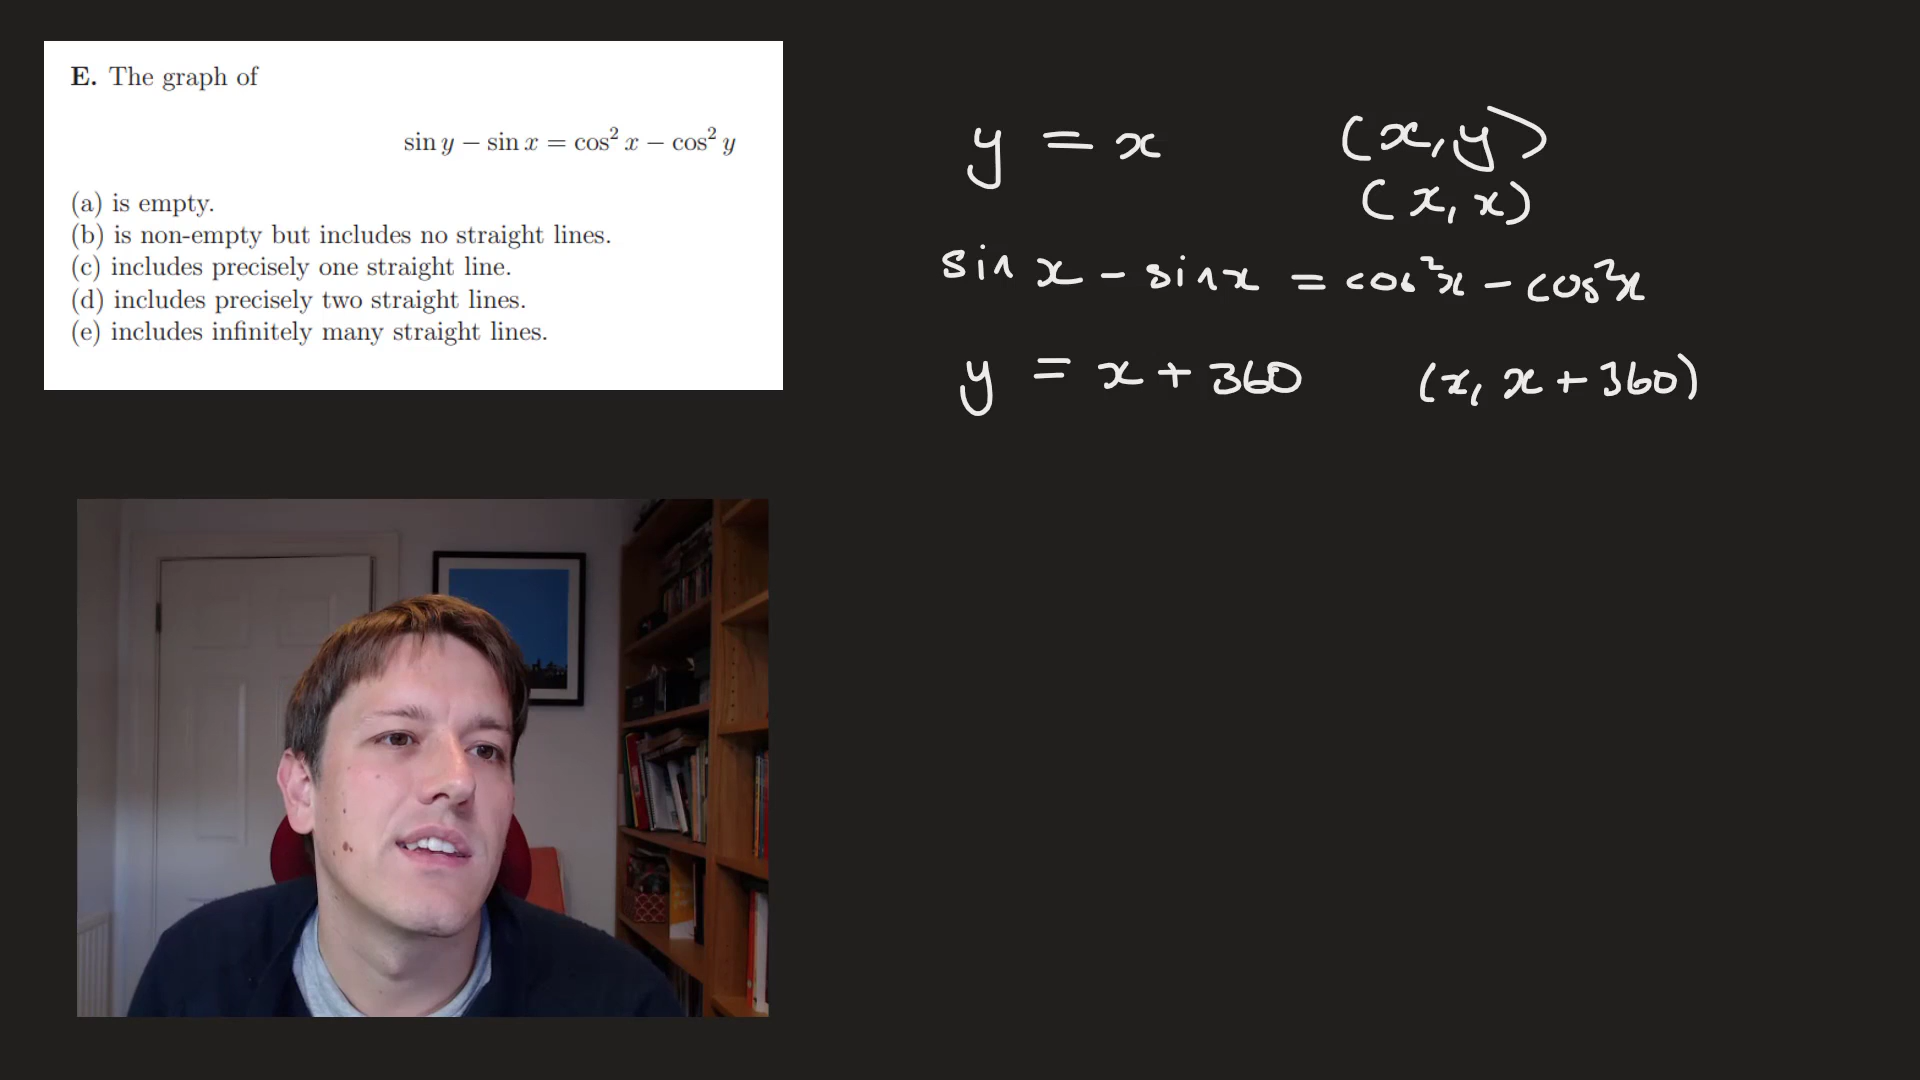 E. The graph of
sin y − sin x = cos² x − cos² y
(a) is empty.
(b) is non-empty but includes no straight lines.
(c) includes precisely one straight line.
(d) includes precisely two straight lines.
(e) includes infinitely many straight lines.
y = x (x, y)
(x, x)
sin x − sin x = cos²x − cos²x
y = x + 360 (x, x + 360)